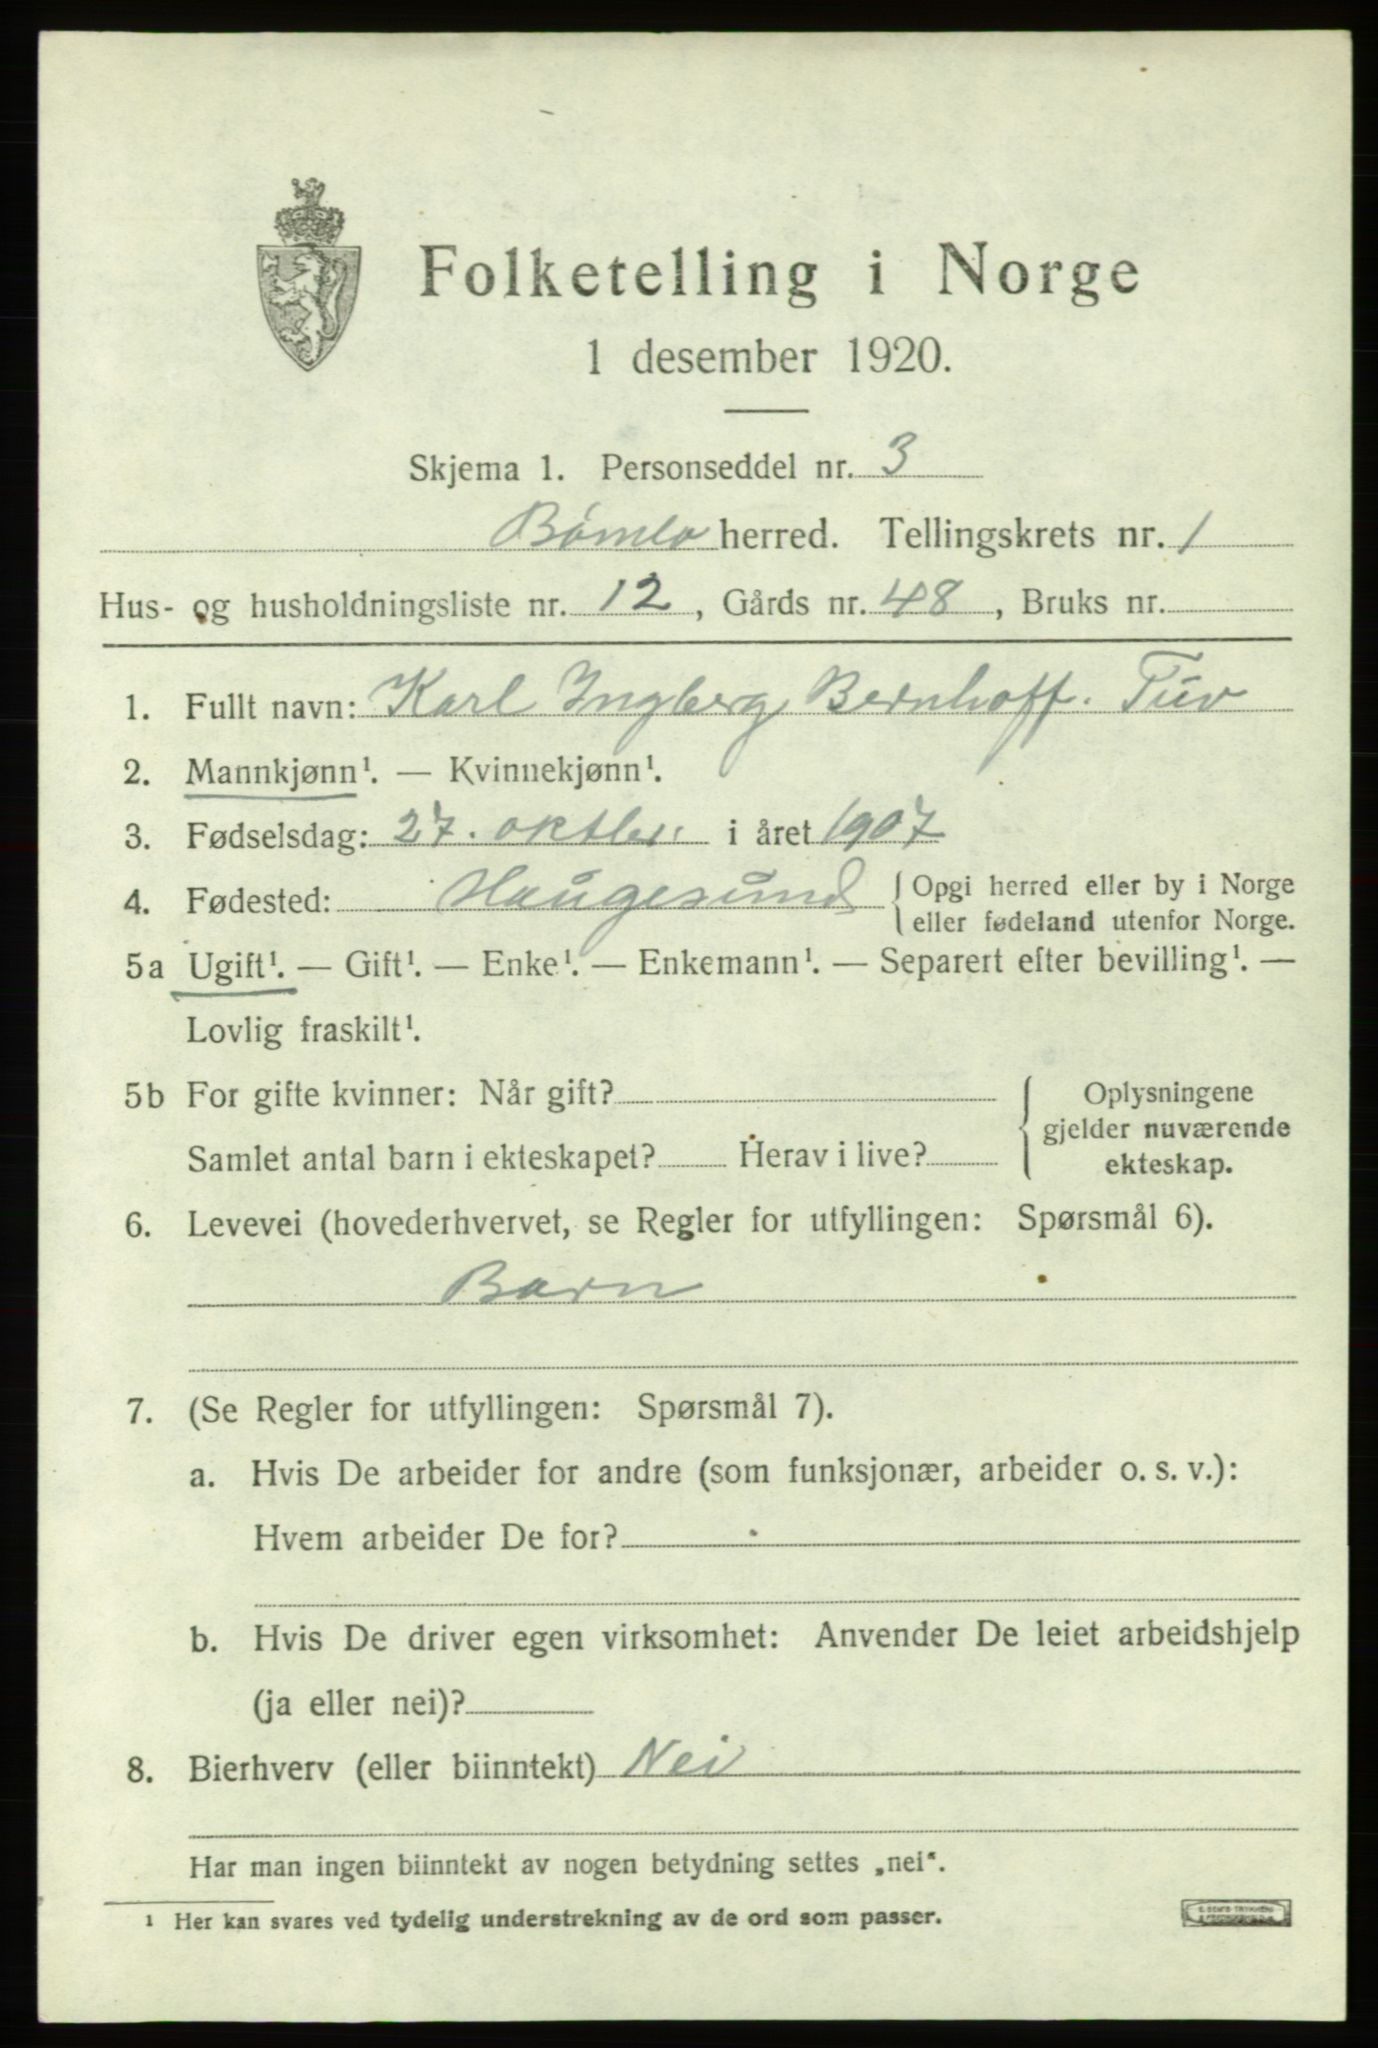 Folketelling i Norge
1 desember 1920.
Skjema 1. Personseddel nr. 3
Bömlo herred. Tellingskrets nr. 1
Hus- og husholdningsliste nr. 12, Gårds nr. 48, Bruks nr.
1. Fullt navn: Karl Ingberg Bernhoff. Tüv
2. Mannkjønn¹. — Kvinnekjønn¹.
3. Fødselsdag: 27. oktber. i året 1907
4. Fødested: Haugesund { Opgi herred eller by i Norge
eller fødeland utenfor Norge.
5a Ugift¹. — Gift¹. — Enke¹. — Enkemann¹. — Separert efter bevilling¹. —
Lovlig fraskilt¹.
5b For gifte kvinner: Når gift? { Oplysningene
gjelder nuværende
Samlet antal barn i ekteskapet? Herav i live?
ekteskap.
6. Levevei (hovederhvervet, se Regler for utfyllingen: Spørsmål 6).
Barn
7. (Se Regler for utfyllingen: Spørsmål 7).
a. Hvis De arbeider for andre (som funksjonær, arbeider o. s. v.):
Hvem arbeider De for?
b. Hvis De driver egen virksomhet: Anvender De leiet arbeidshjelp
(ja eller nei)?
8. Bierhverv (eller biinntekt) Nei
Har man ingen biinntekt av nogen betydning settes „nei“.
¹ Her kan svares ved tydelig understrekning av de ord som passer.